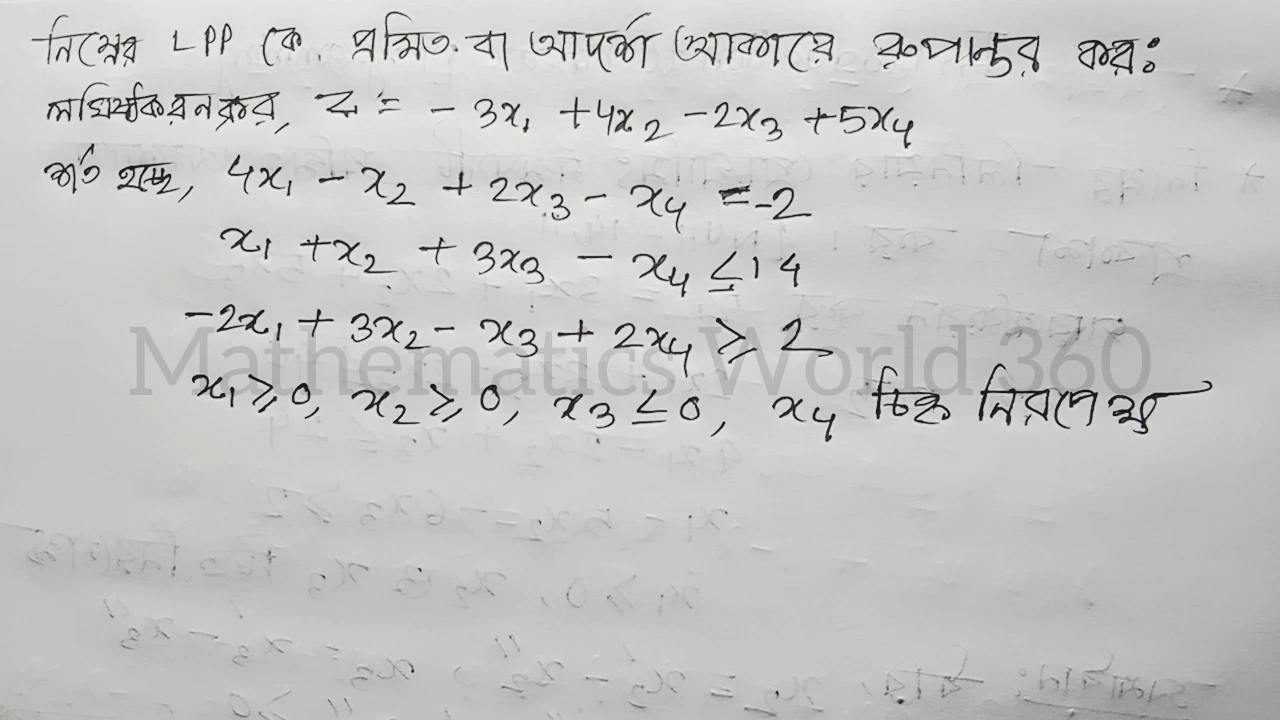 নিম্নের LPP কে প্রমিত বা আদর্শ আকারে রুপান্তর কর:
লঘিষ্ঠকিরন কর, z = - 3x₁ + 4x₂ - 2x₃ + 5x₄
শর্ত হচ্ছে, 4x₁ - x₂ + 2x₃ - x₄ = -2
x₁ + x₂ + 3x₃ - x₄ ≤ 14
-2x₁ + 3x₂ - x₃ + 2x₄ ≥ 2
Mathematics World 360
x₁ ≥ 0, x₂ ≥ 0, x₃ ≤ 0, x₄ চিহ্ন নিরপেক্ষ